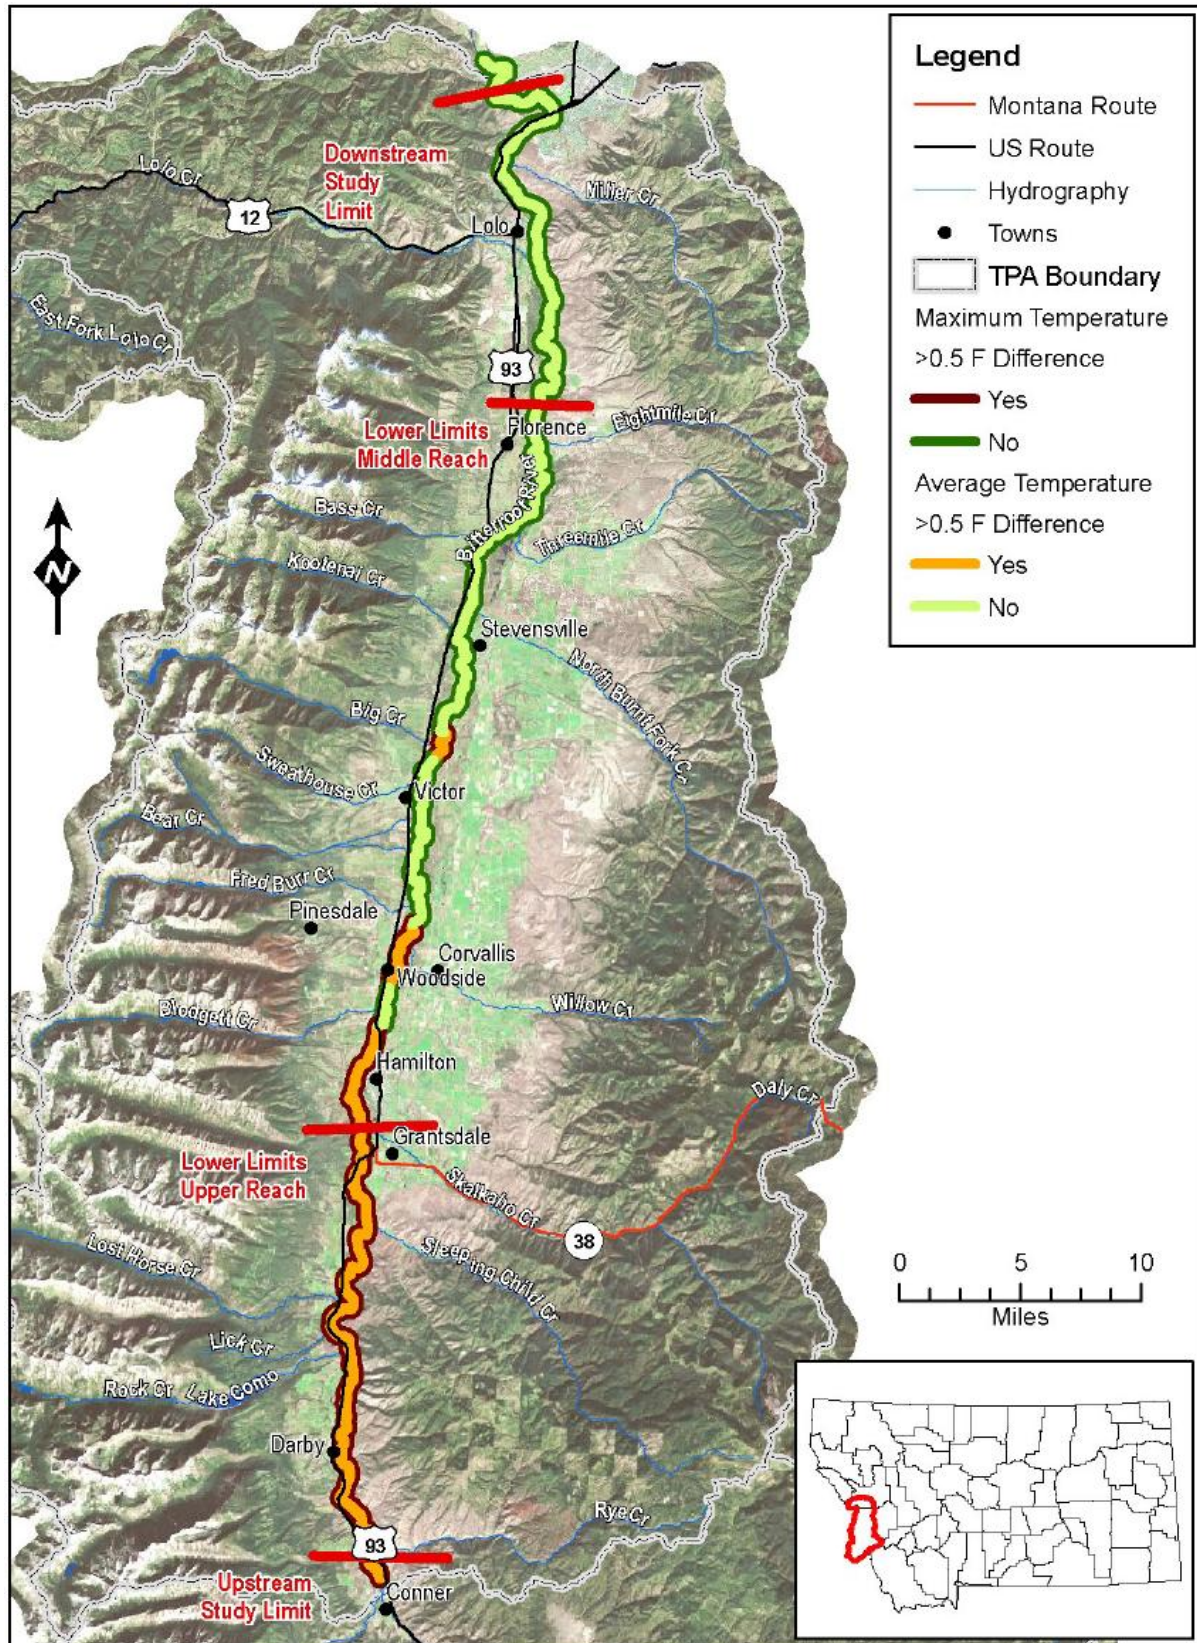 Legend
Montana Route
US Route
Hydrography
Towns
TPA Boundary
Maximum Temperature
>0.5 F Difference
Yes
No
Average Temperature
>0.5 F Difference
Yes
No
Downstream
Study
Limit
Lolo Cr
12
Miller Cr
Lolo
East Fork Lolo Cr
93
Eightmile Cr
Florence
Lower Limits
Middle Reach
Bitterroot River
Bass Cr
Threemile Cr
Kootenai Cr
N
Stevensville
North Burnt Fork Cr
Big Cr
Sweathouse Cr
Victor
Bear Cr
Fred Burr Cr
Pinesdale
Corvallis
Woodside
Willow Cr
Blodgett Cr
Hamilton
Daly Cr
Grantsdale
Lower Limits
Upper Reach
Skalkaho Cr
38
Lost Horse Cr
Sleeping Child Cr
0 5 10
Miles
Lick Cr
Rock Cr Lake Como
Darby
Rye Cr
93
Upstream
Study Limit
Conner